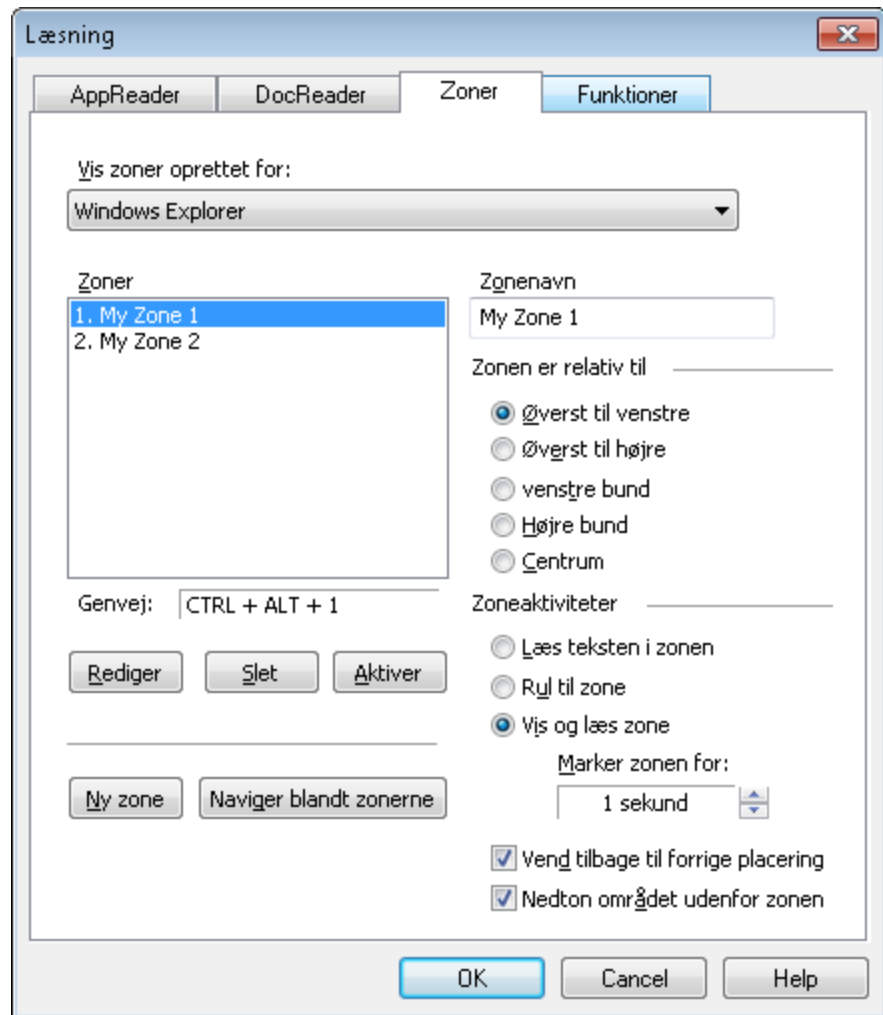 Læsning
AppReader DocReader Zoner Funktioner
Vis zoner oprettet for:
Windows Explorer
Zoner
1. My Zone 1
2. My Zone 2
Genvej: CTRL + ALT + 1
Rediger Slet Aktiver
Ny zone Naviger blandt zonerne
Zonenavn
My Zone 1
Zonen er relativ til
Øverst til venstre
Øverst til højre
venstre bund
Højre bund
Centrum
Zoneaktiviteter
Læs teksten i zonen
Rul til zone
Vis og læs zone
Marker zonen for:
1 sekund
Vend tilbage til forrige placering
Nedton området udenfor zonen
OK Cancel Help